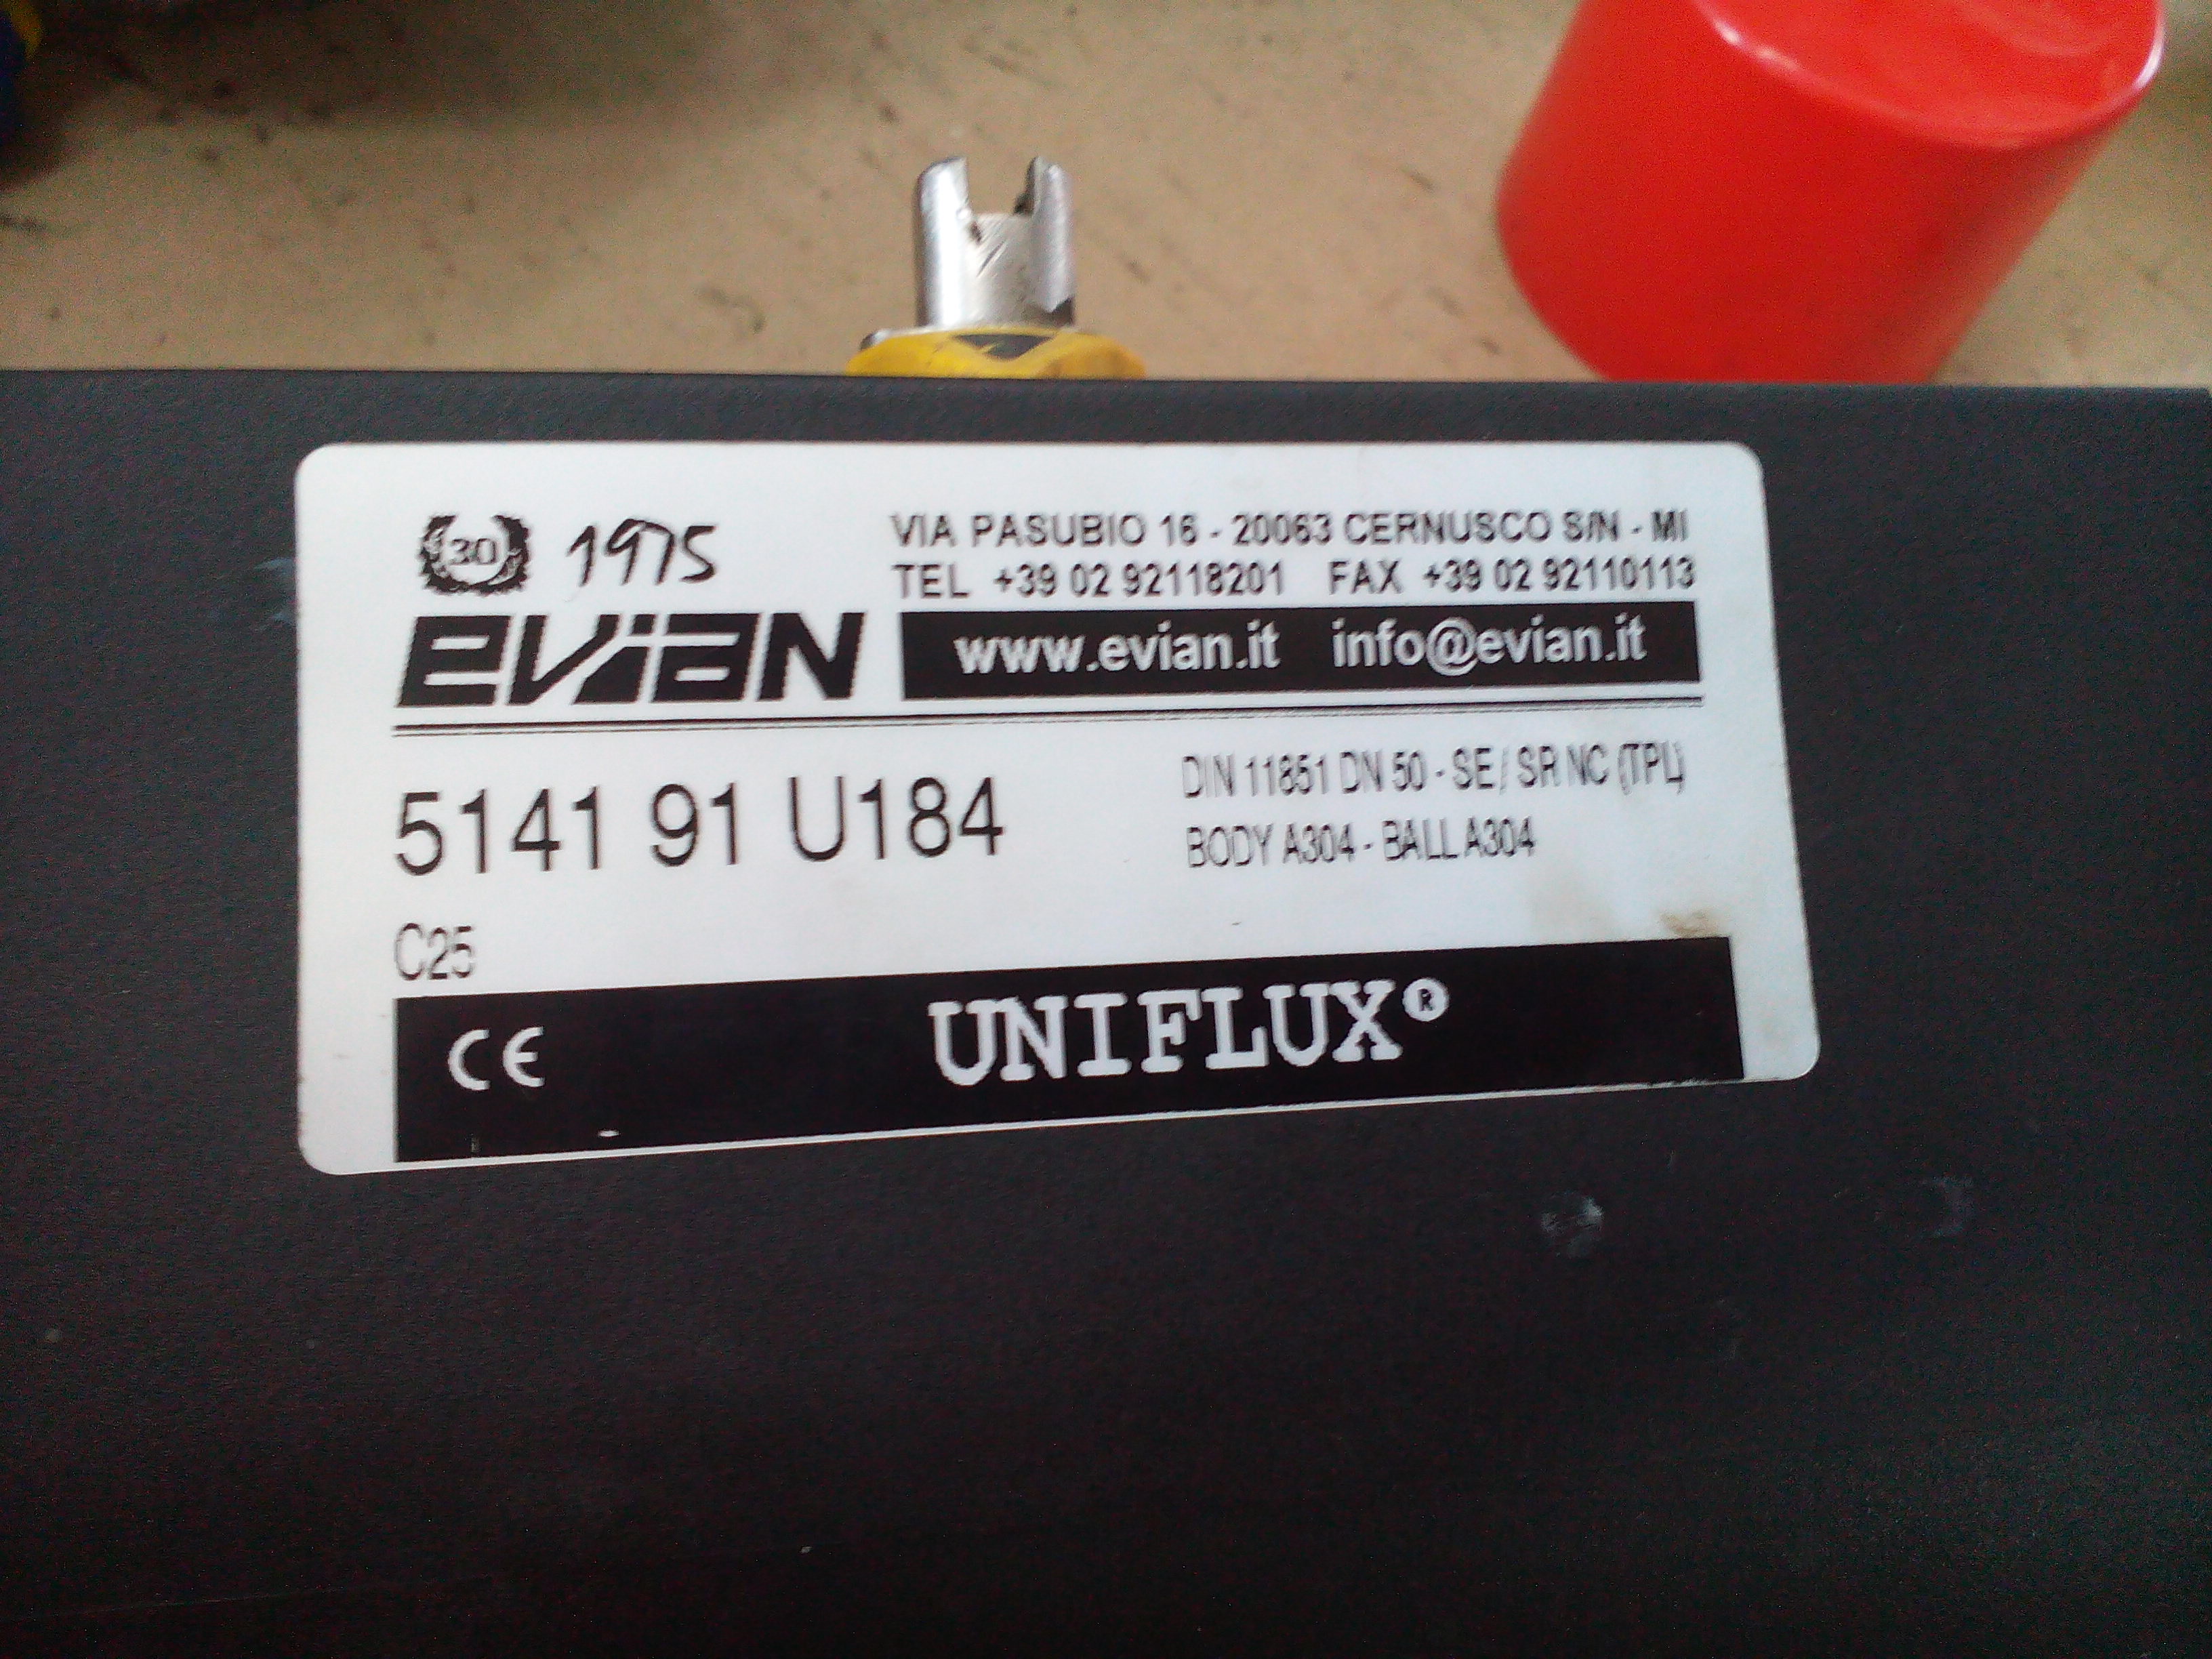 30 1975
VIA PASUBIO 16 - 20063 CERNUSCO S/N - MI
TEL +39 02 92118201 FAX +39 02 92110113
evian
www.evian.it info@evian.it
5141 91 U184
DIN 11851 DN 50 - SE / SR NC (TPL)
BODY A304 - BALL A304
C25
CE
UNIFLUX®